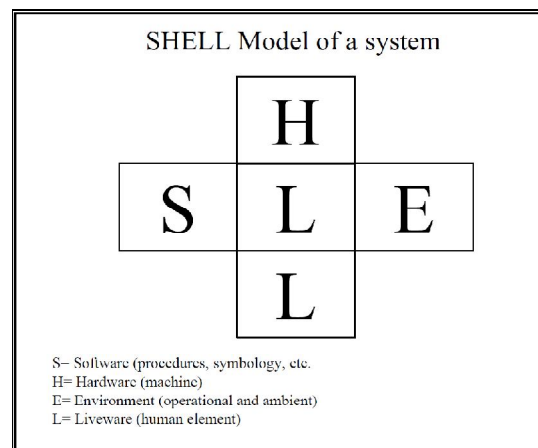 SHELL Model of a system
H
S L E
L
S= Software (procedures, symbology, etc.
H= Hardware (machine)
E= Environment (operational and ambient)
L= Liveware (human element)